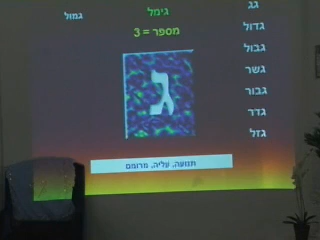 גימל
מספר = 3
גמול
גג
גדול
גבול
גשר
גבור
גדר
גזל
ג
תנועה, עליה, מרומם